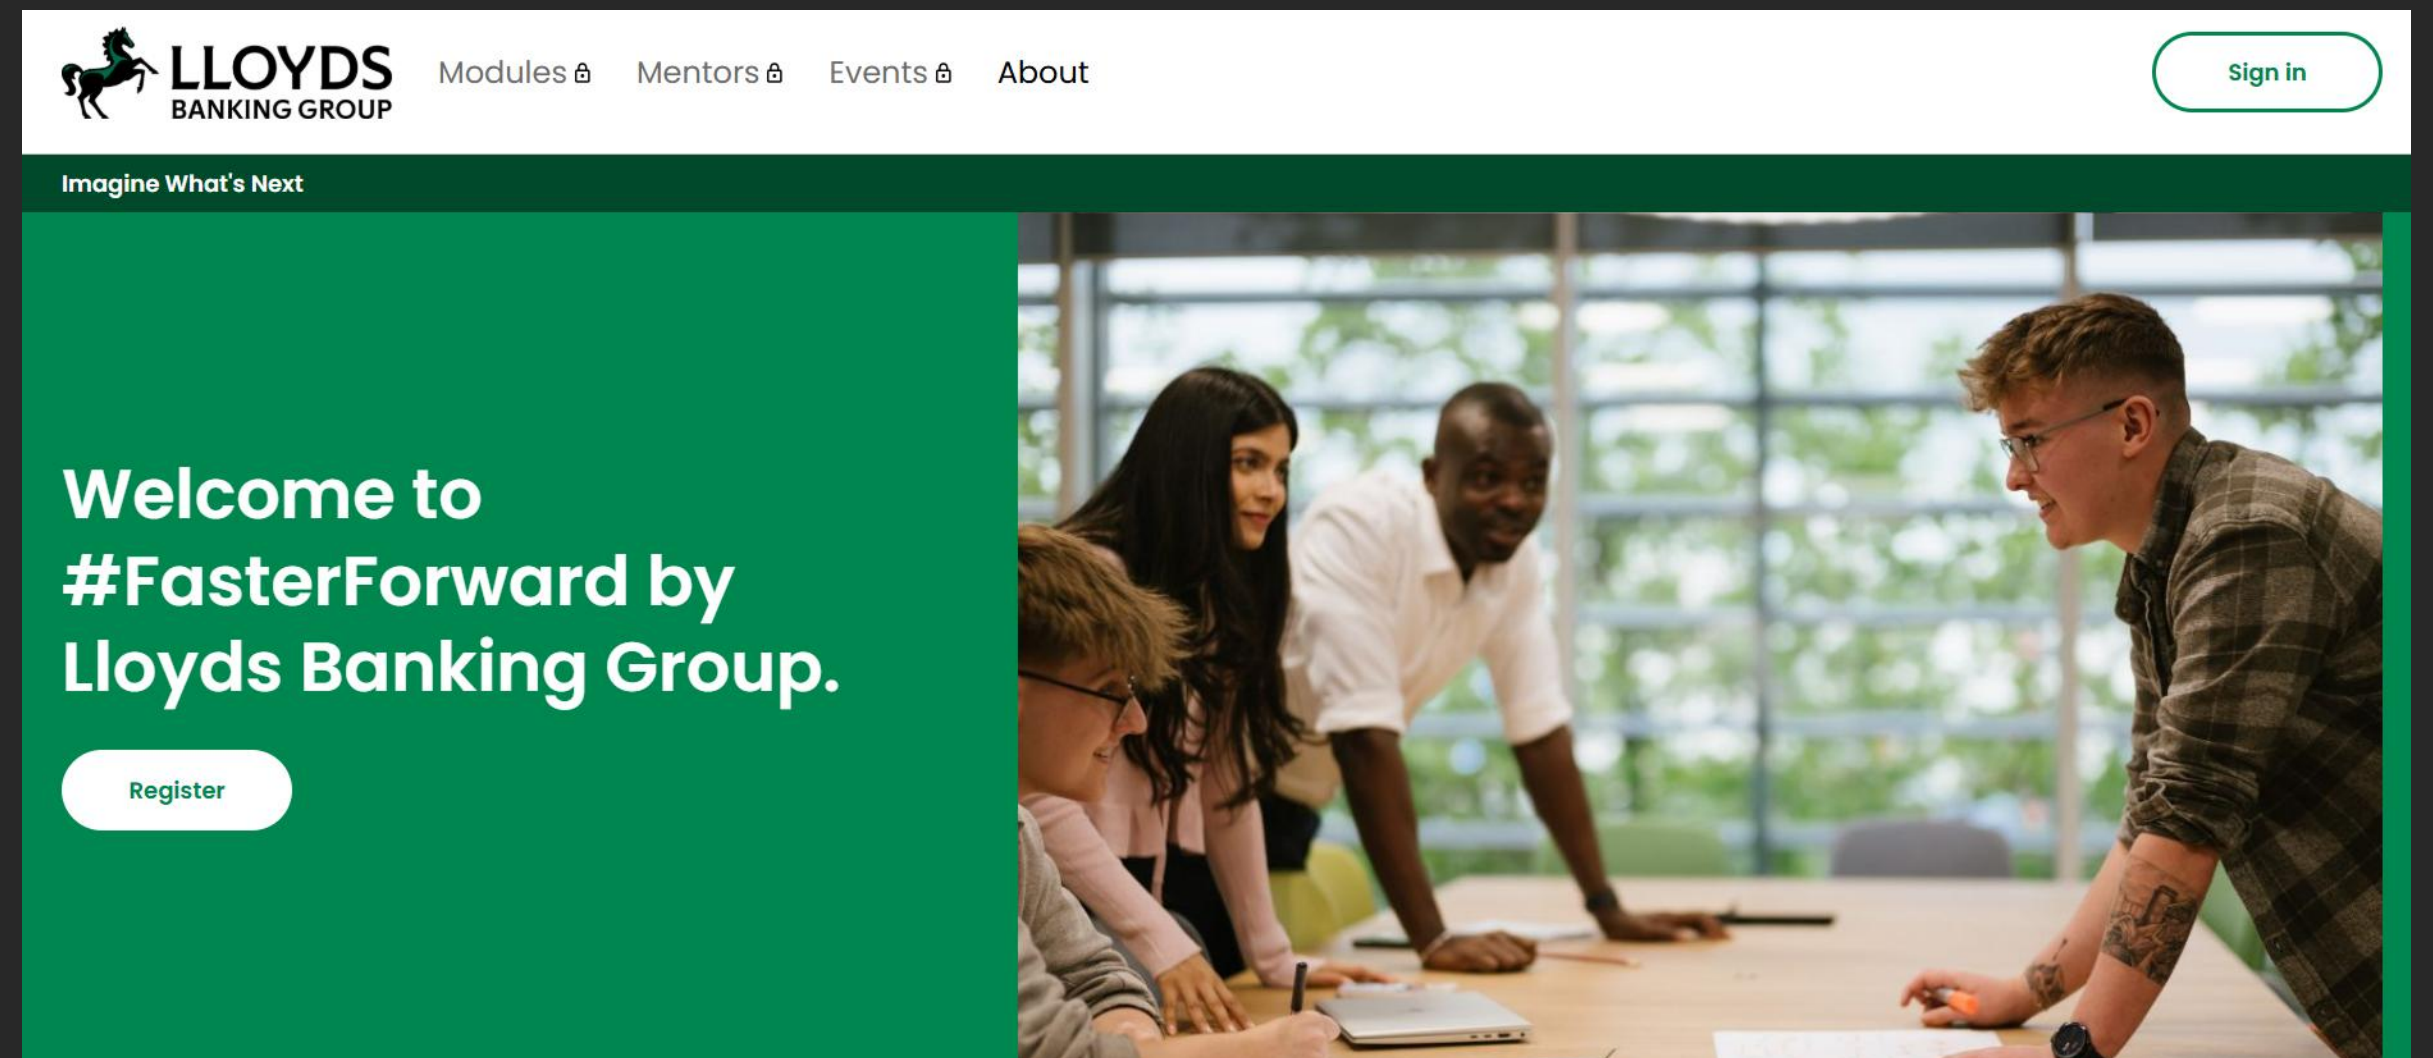 LLOYDS
BANKING GROUP
Modules
Mentors
Events
About
Sign in
Imagine What's Next
Welcome to
#FasterForward by
Lloyds Banking Group.
Register